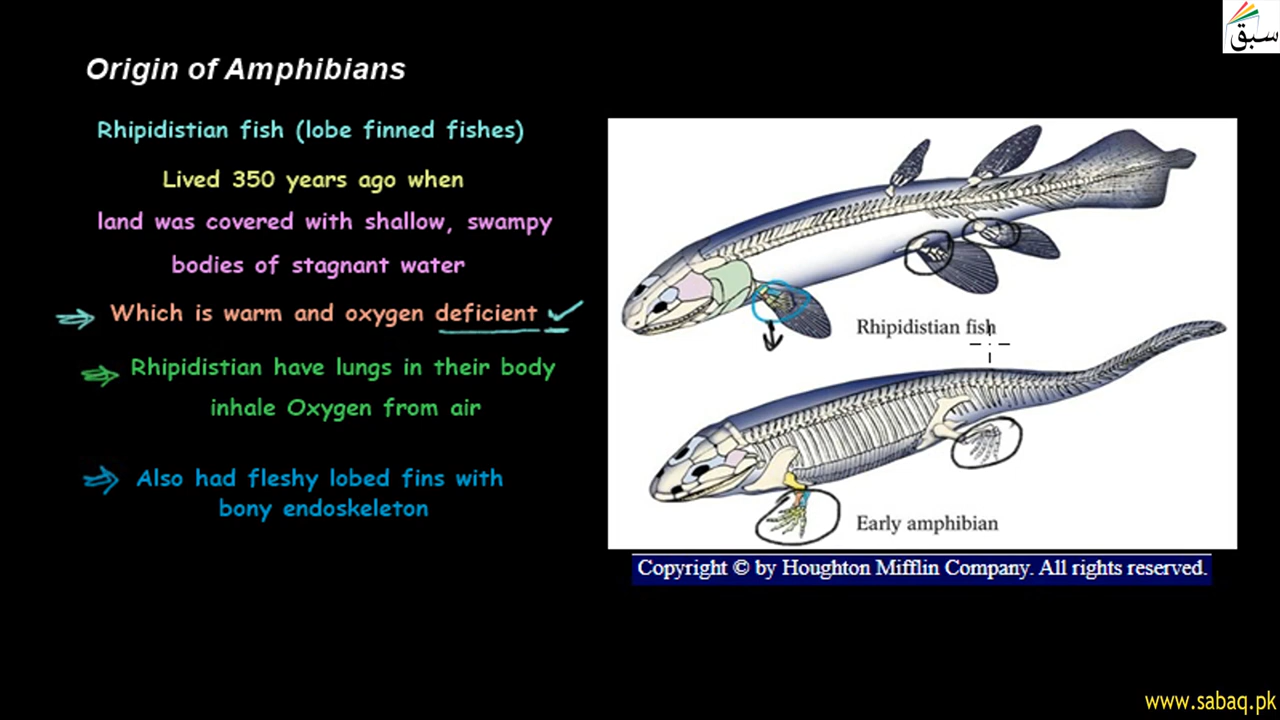 سبق
Origin of Amphibians
Rhipidistian fish (lobe finned fishes)
Lived 350 years ago when
land was covered with shallow, swampy
bodies of stagnant water
Which is warm and oxygen deficient
Rhipidistian have lungs in their body
inhale Oxygen from air
Also had fleshy lobed fins with
bony endoskeleton
Rhipidistian fish
Early amphibian
Copyright © by Houghton Mifflin Company. All rights reserved.
www.sabaq.pk